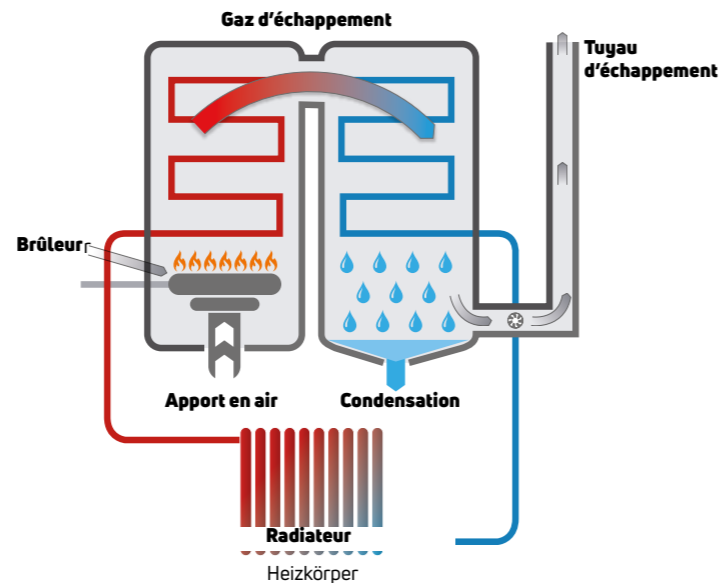 Gaz d'échappement
Tuyau
d'échappement
Brûleur
Apport en air
Condensation
Radiateur
Heizkörper